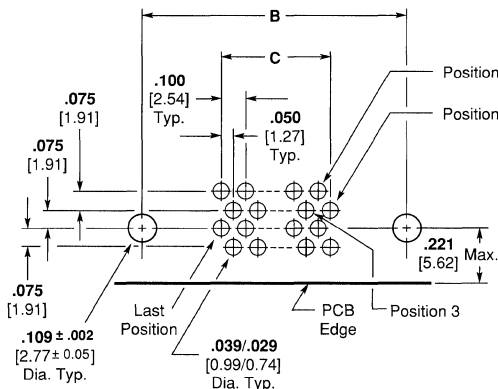 B
C
Position
.100
[2.54]
Typ.
.075
[1.91]
.050
[1.27]
Typ.
Position
.075
[1.91]
.221
[5.62]
Max.
.075
[1.91]
Last
Position
PCB
Edge
Position 3
.109 ± .002
[2.77 ± 0.05]
Dia. Typ.
.039/.029
[0.99/0.74]
Dia. Typ.